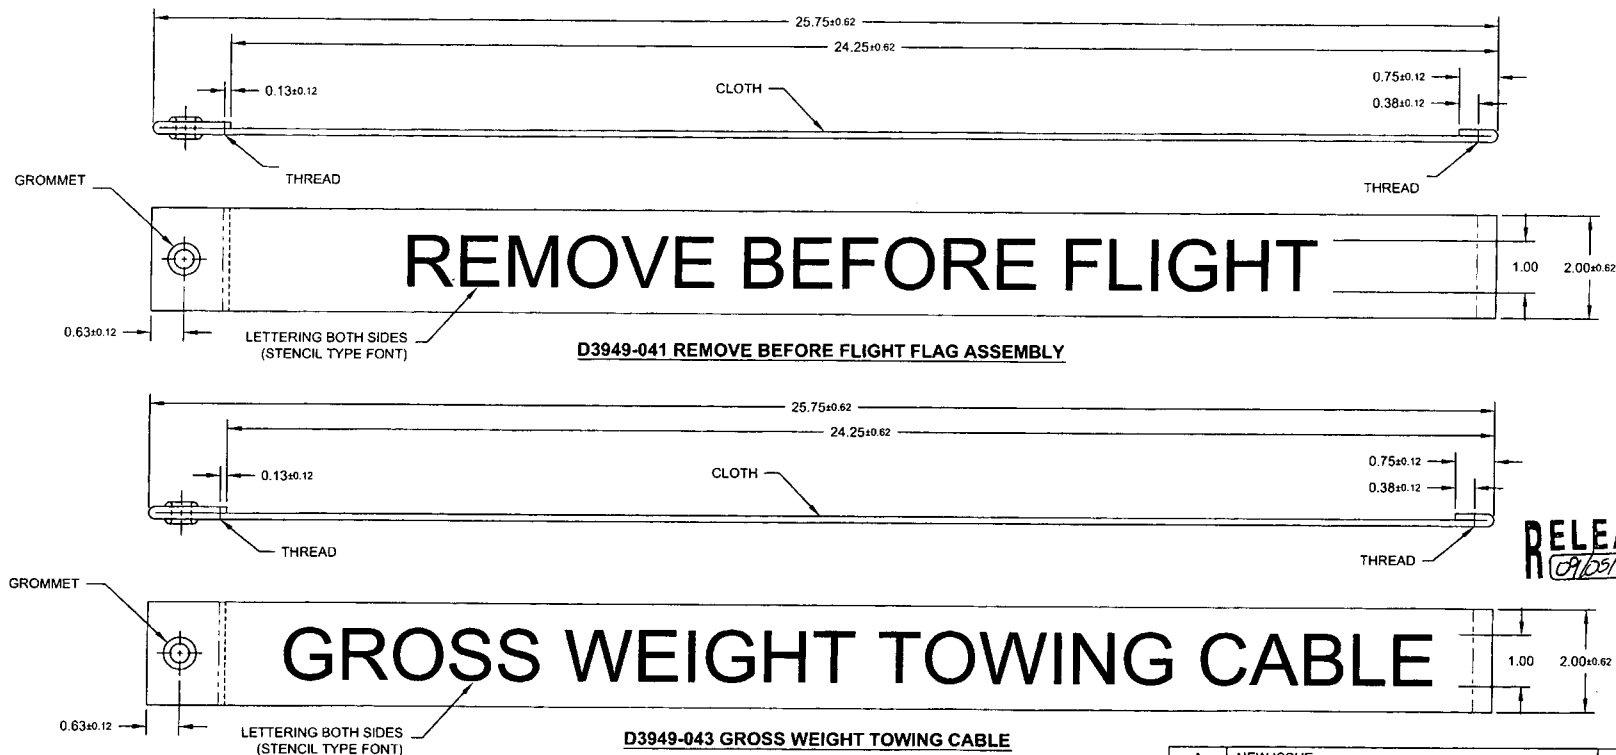 25.75±0.62
24.25±0.62
0.13±0.12
CLOTH
0.75±0.12
0.38±0.12
THREAD
THREAD
GROMMET
REMOVE BEFORE FLIGHT
1.00
2.00±0.62
0.63±0.12
LETTERING BOTH SIDES
(STENCIL TYPE FONT)
D3949-041 REMOVE BEFORE FLIGHT FLAG ASSEMBLY
25.75±0.62
24.25±0.62
0.13±0.12
CLOTH
0.75±0.12
0.38±0.12
THREAD
THREAD
GROMMET
GROSS WEIGHT TOWING CABLE
1.00
2.00±0.62
0.63±0.12
LETTERING BOTH SIDES
(STENCIL TYPE FONT)
D3949-043 GROSS WEIGHT TOWING CABLE